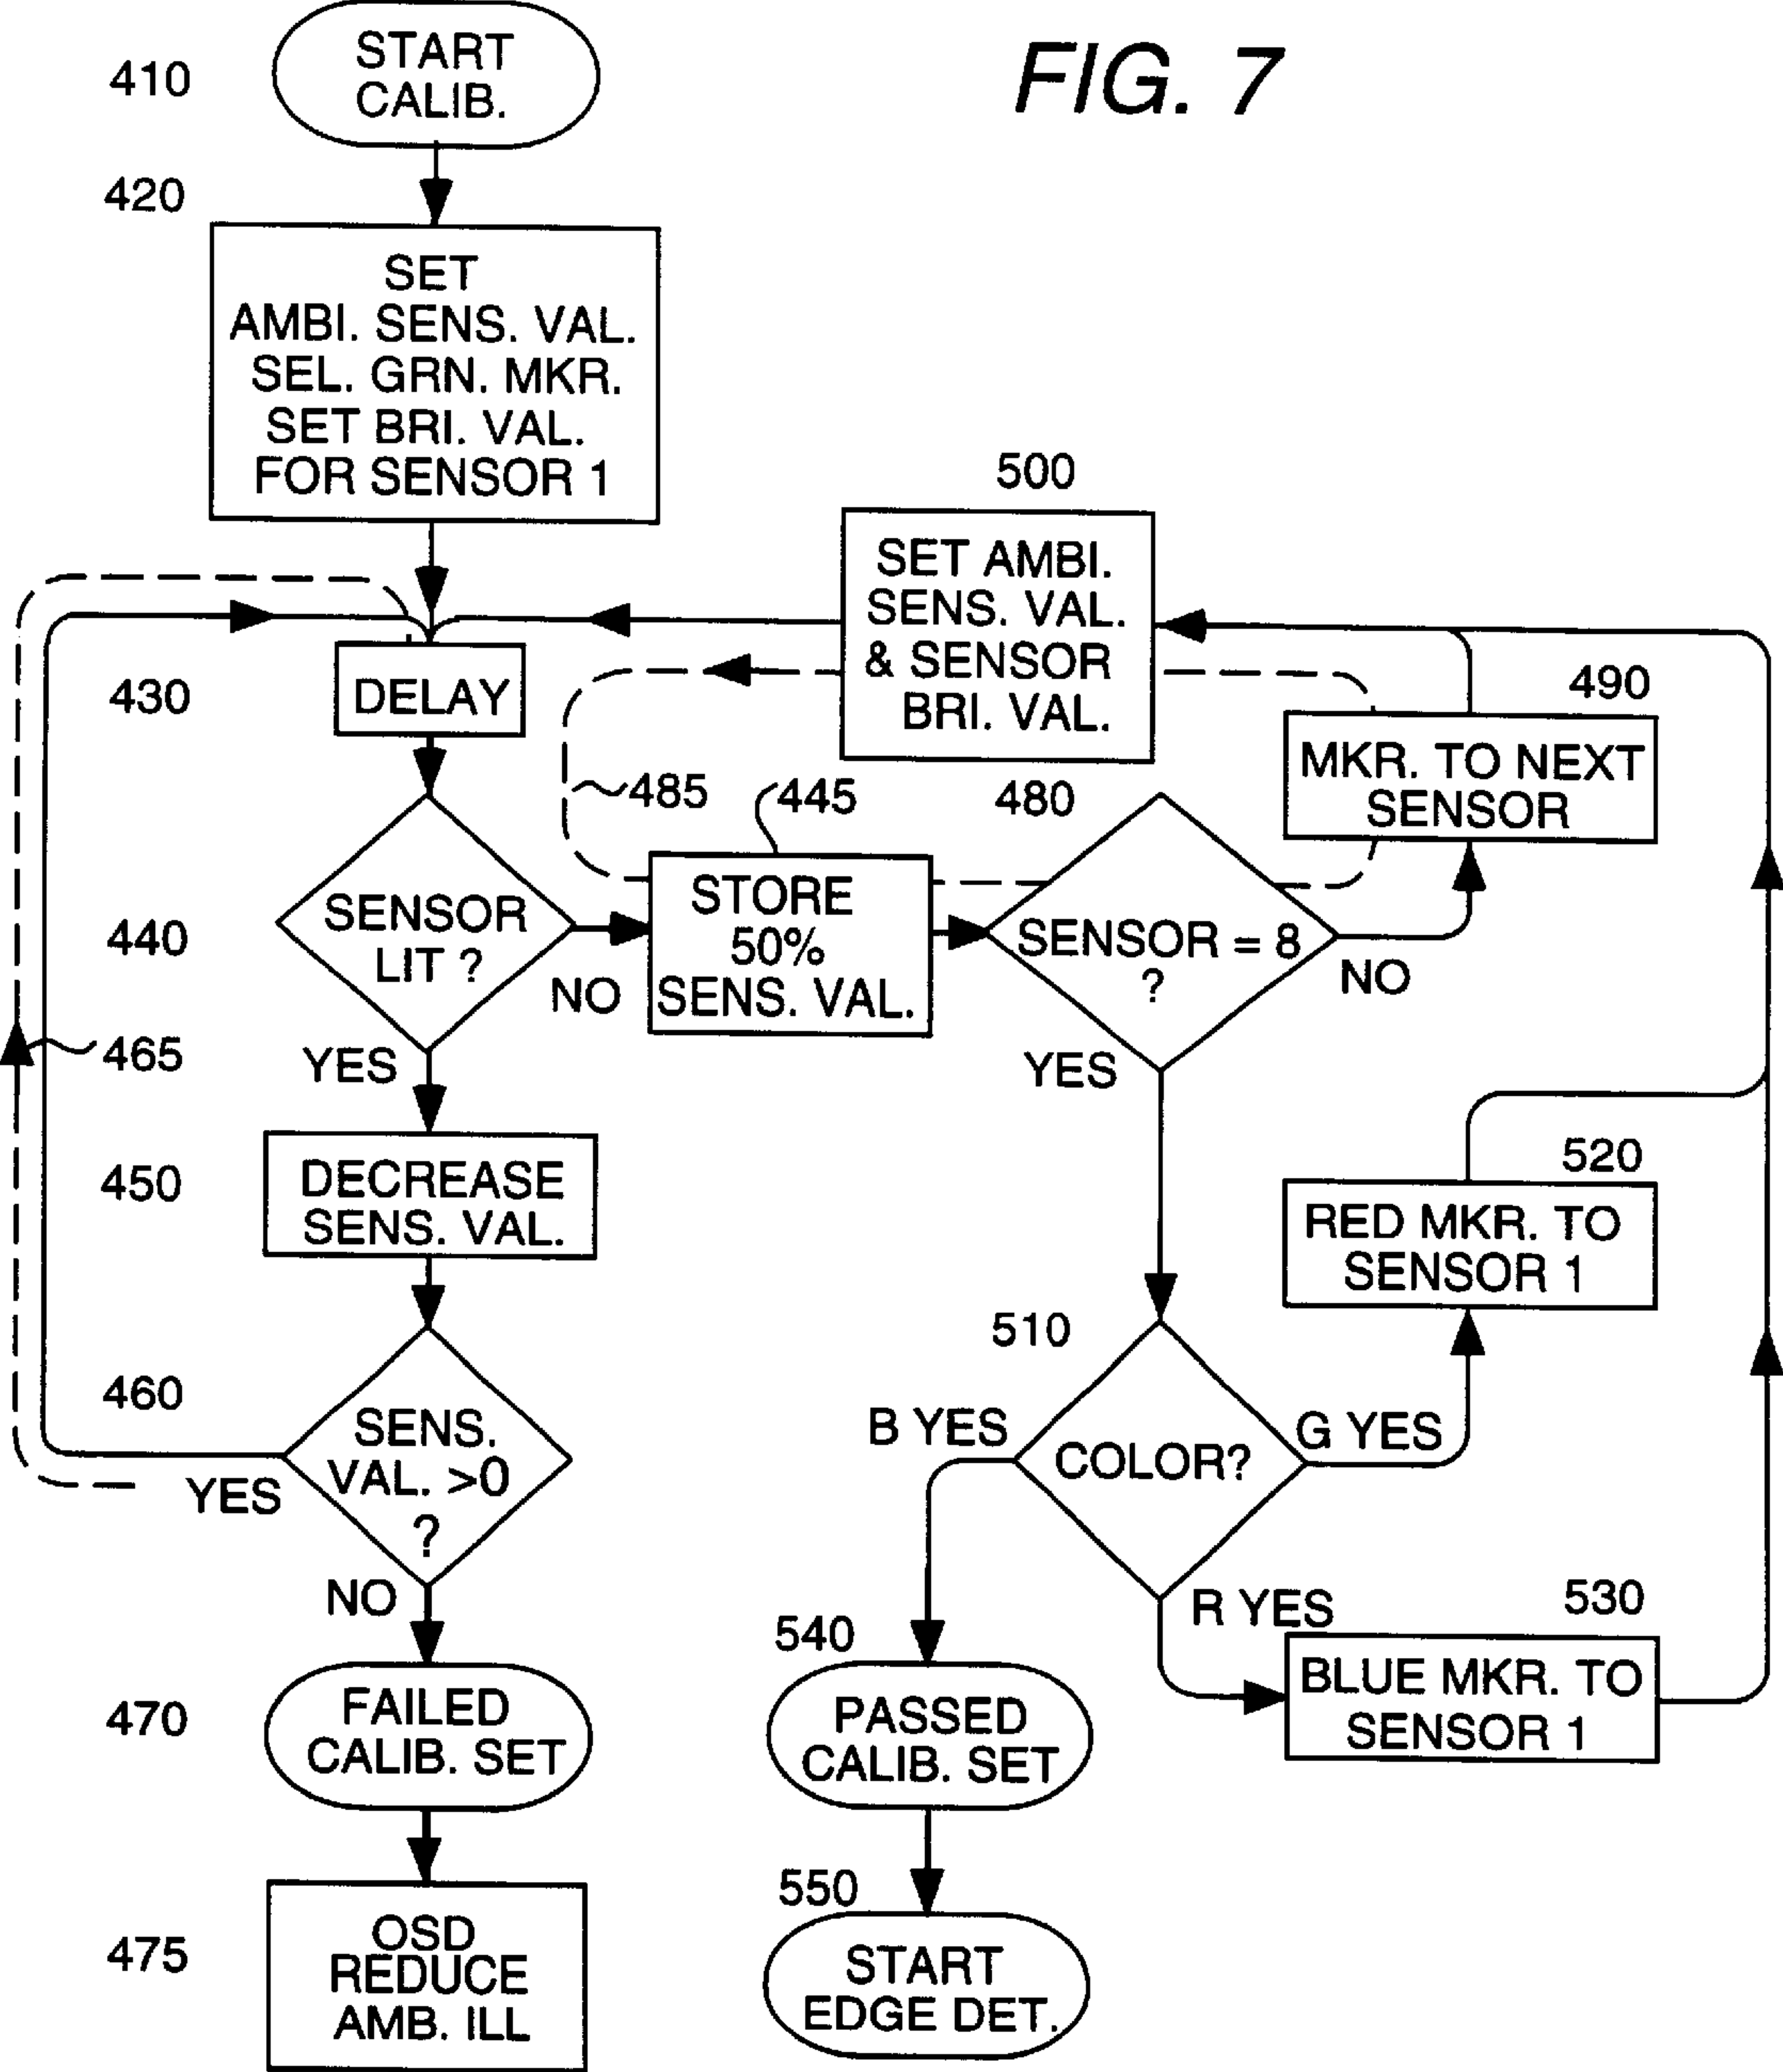 FIG. 7
410
START
CALIB.
420
SET
AMBI. SENS. VAL.
SEL. GRN. MKR.
SET BRI. VAL.
FOR SENSOR 1
500
SET AMBI.
SENS. VAL.
& SENSOR
BRI. VAL.
430
DELAY
490
MKR. TO NEXT
SENSOR
485
445
480
440
SENSOR
LIT ?
NO
STORE
50%
SENS. VAL.
SENSOR = 8
?
NO
465
YES
YES
450
DECREASE
SENS. VAL.
520
RED MKR. TO
SENSOR 1
510
460
SENS.
VAL. >0
?
YES
B YES
COLOR?
G YES
NO
R YES
530
BLUE MKR. TO
SENSOR 1
470
FAILED
CALIB. SET
540
PASSED
CALIB. SET
475
OSD
REDUCE
AMB. ILL
550
START
EDGE DET.